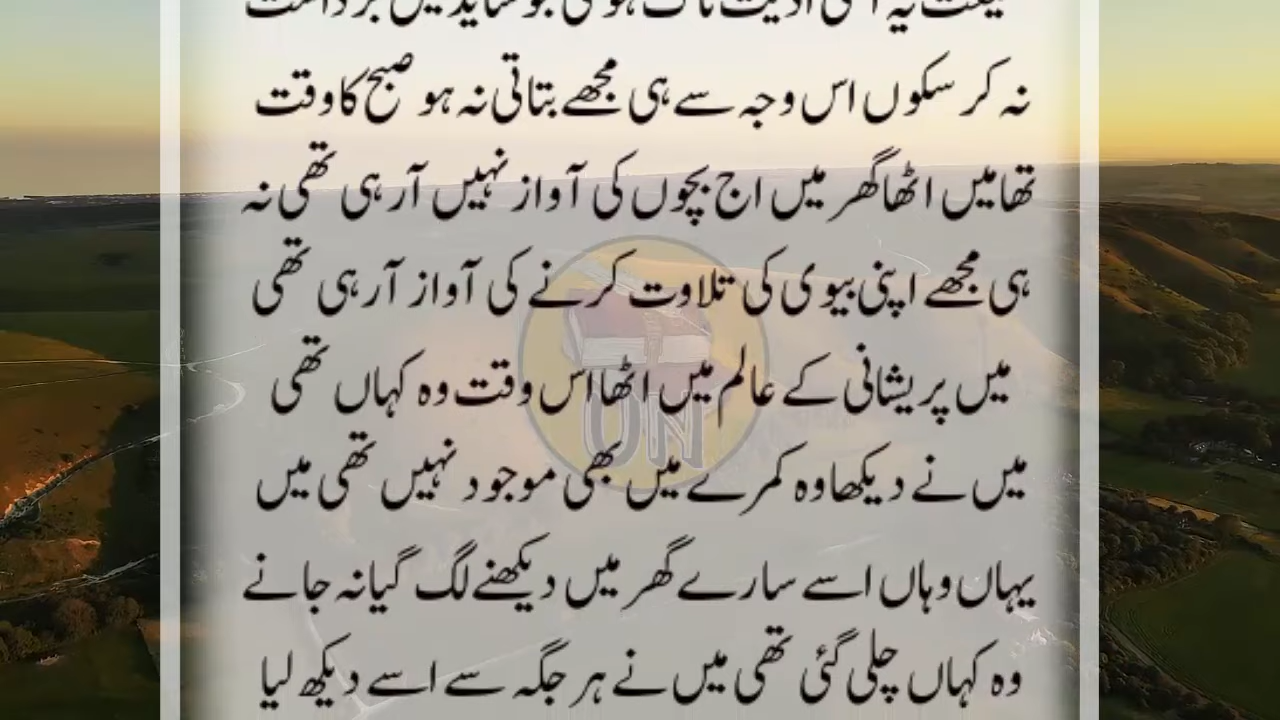 نہ کر سکوں اس وجہ سے ہی مجھے بتاتی نہ ہو صبح کا وقت
تھا میں اٹھا گھر میں اج بچوں کی آواز نہیں آرہی تھی نہ
ہی مجھے اپنی بیوی کی تلاوت کرنے کی آواز آرہی تھی
میں پریشانی کے عالم میں اٹھا اس وقت وہ کہاں تھی
میں نے دیکھا وہ کمرے میں بھی موجود نہیں تھی میں
یہاں وہاں اسے سارے گھر میں دیکھنے لگ گیا نہ جانے
وہ کہاں چلی گئی تھی میں نے ہر جگہ سے اسے دیکھ لیا
UN